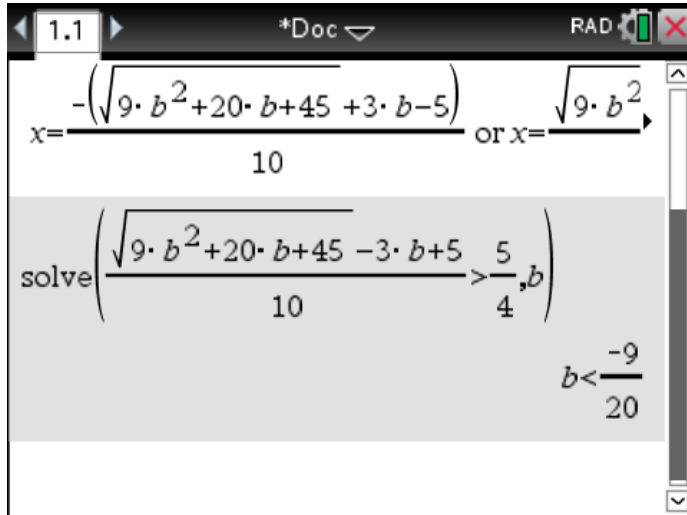 1.1 *Doc RAD
x=-(√(9·b²+20·b+45)+3·b-5)/10 or x=√(9·b²
solve((√(9·b²+20·b+45)-3·b+5)/10>5/4,b)
b<-9/20